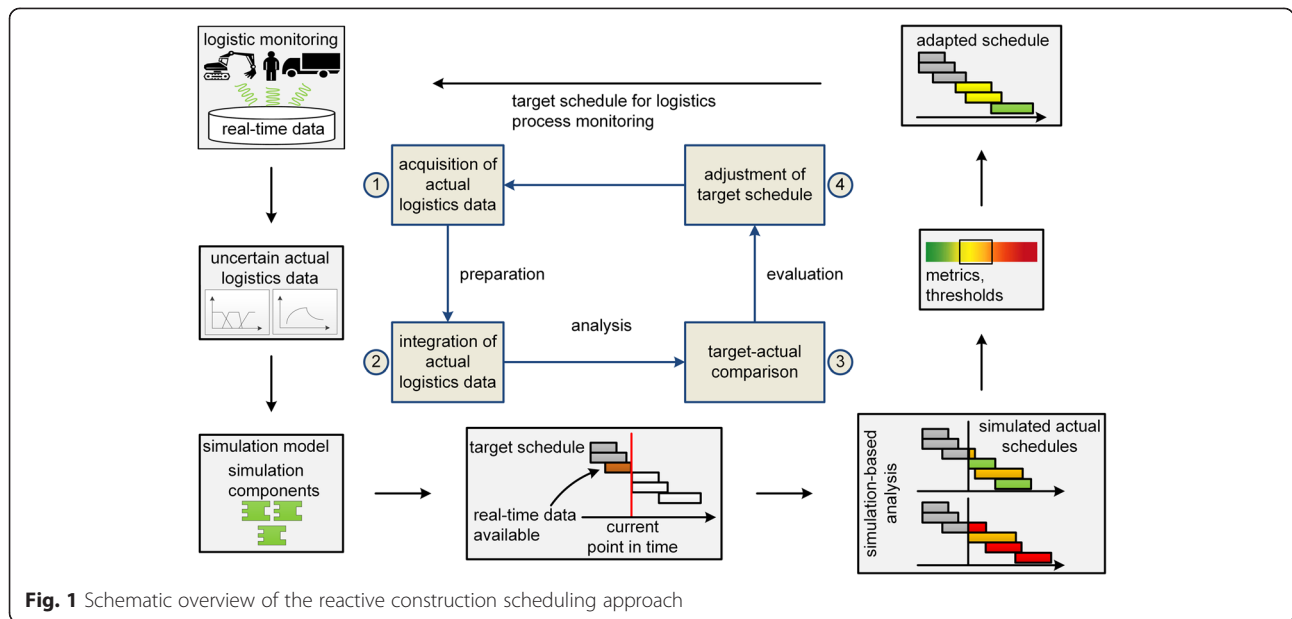 logistic monitoring
real-time data
target schedule for logistics
process monitoring
adapted schedule
1
acquisition of
actual
logistics data
adjustment of
target schedule
4
uncertain actual
logistics data
preparation
evaluation
metrics,
thresholds
analysis
2
integration of
actual
logistics data
target-actual
comparison
3
simulation model
simulation
components
target schedule
real-time data
available
current
point in time
simulation-based
analysis
simulated actual
schedules
Fig. 1 Schematic overview of the reactive construction scheduling approach